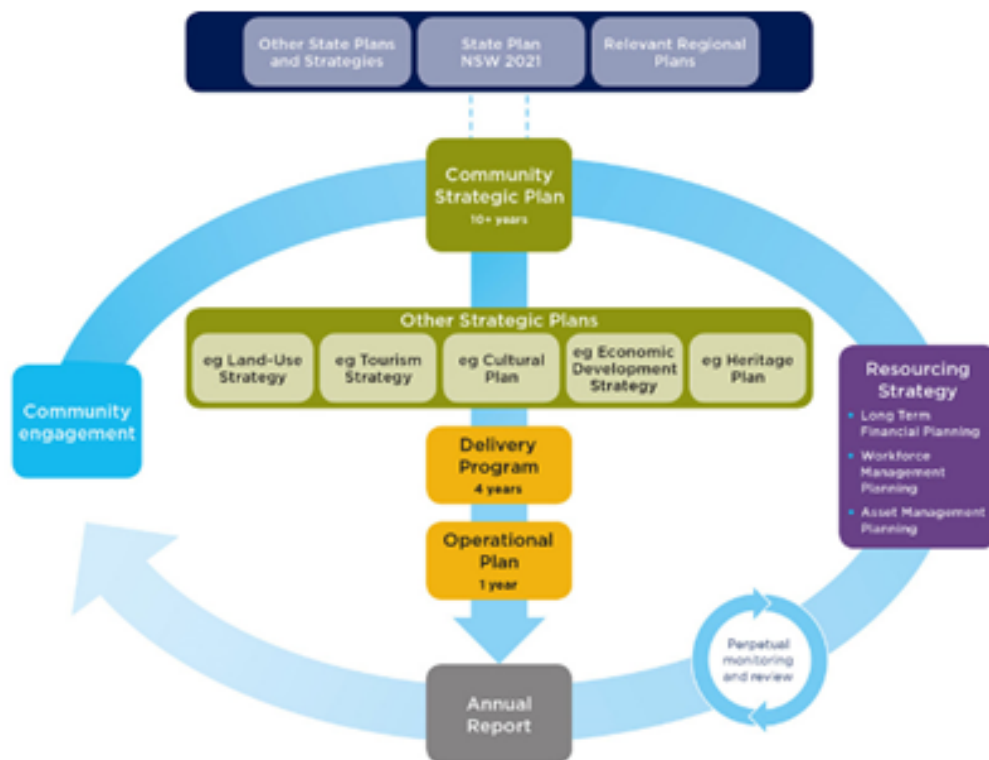 Other State Plans
and Strategies
State Plan
NSW 2021
Relevant Regional
Plans
Community
Strategic Plan
10+ years
Other Strategic Plans
eg Land-Use
Strategy
eg Tourism
Strategy
eg Cultural
Plan
eg Economic
Development
Strategy
eg Heritage
Plan
Community
engagement
Resourcing
Strategy
• Long Term
Financial Planning
• Workforce
Management
Planning
• Asset Management
Planning
Delivery
Program
4 years
Operational
Plan
1 year
Perpetual
monitoring
and review
Annual
Report